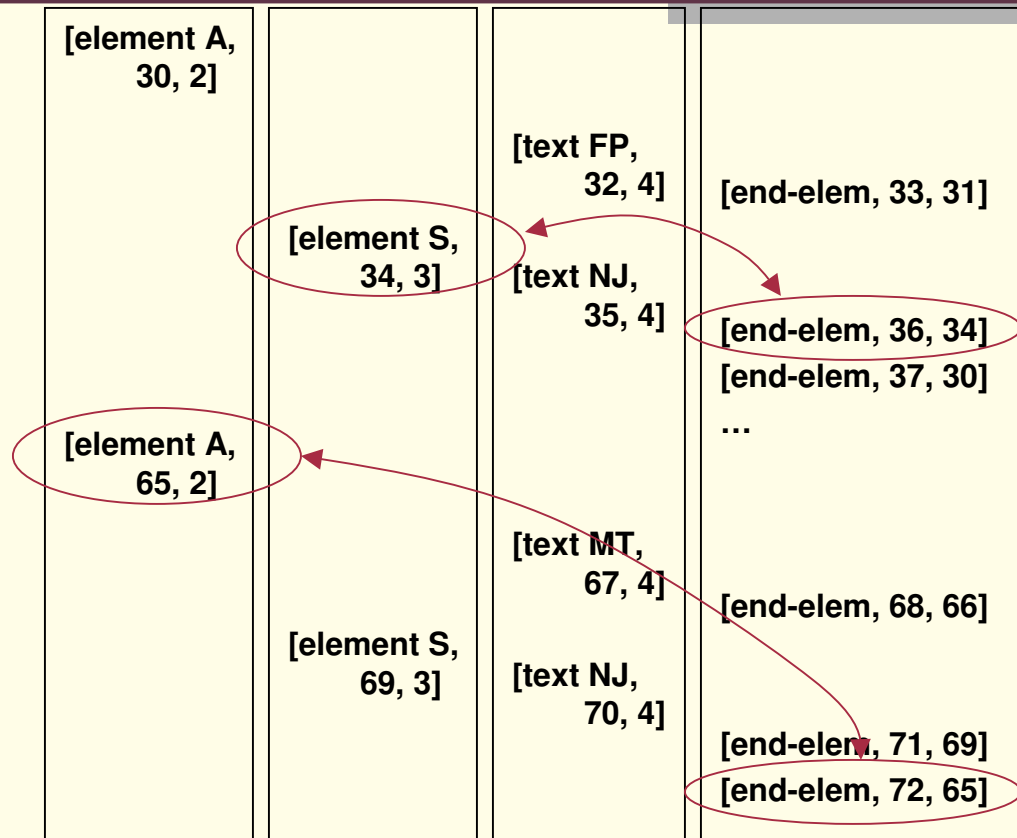 [element A,
30, 2]
[element A,
65, 2]
[element S,
34, 3]
[element S,
69, 3]
[text FP,
32, 4]
[text NJ,
35, 4]
[text MT,
67, 4]
[text NJ,
70, 4]
[end-elem, 33, 31]
[end-elem, 36, 34]
[end-elem, 37, 30]
…
[end-elem, 68, 66]
[end-elem, 71, 69]
[end-elem, 72, 65]